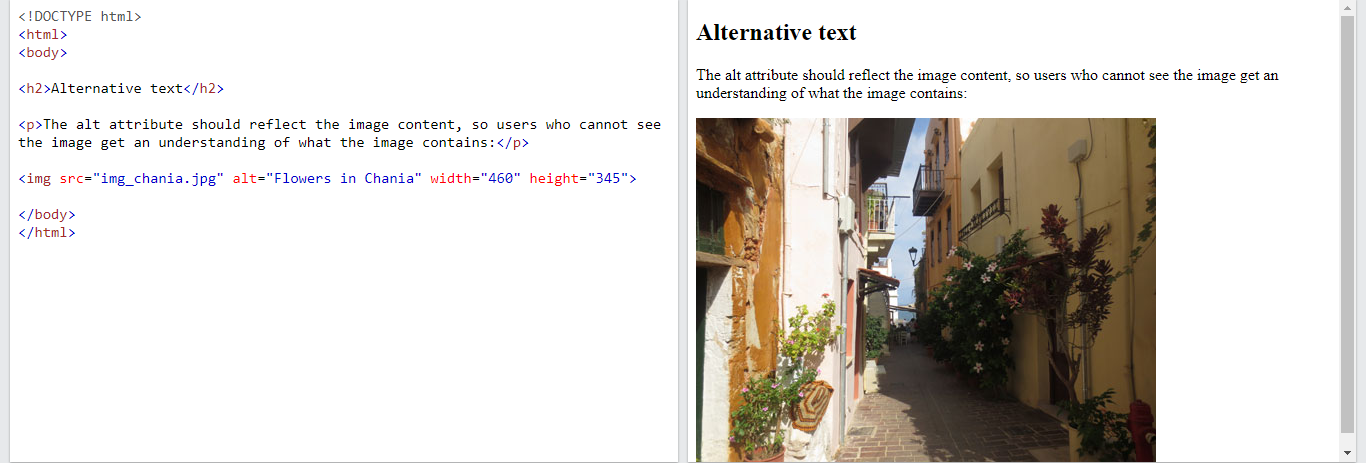 <!DOCTYPE html>
<html>
<body>
<h2>Alternative text</h2>
<p>The alt attribute should reflect the image content, so users who cannot see
the image get an understanding of what the image contains:</p>
<img src="img_chania.jpg" alt="Flowers in Chania" width="460" height="345">
</body>
</html>
Alternative text
The alt attribute should reflect the image content, so users who cannot see the image get an
understanding of what the image contains: